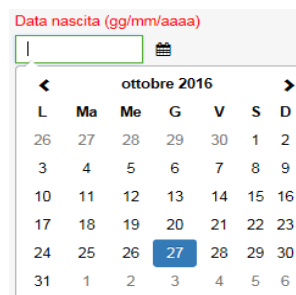 Data nascita (gg/mm/aaaa)
ottobre 2016
L Ma Me G V S D
26 27 28 29 30 1 2
3 4 5 6 7 8 9
10 11 12 13 14 15 16
17 18 19 20 21 22 23
24 25 26 27 28 29 30
31 1 2 3 4 5 6